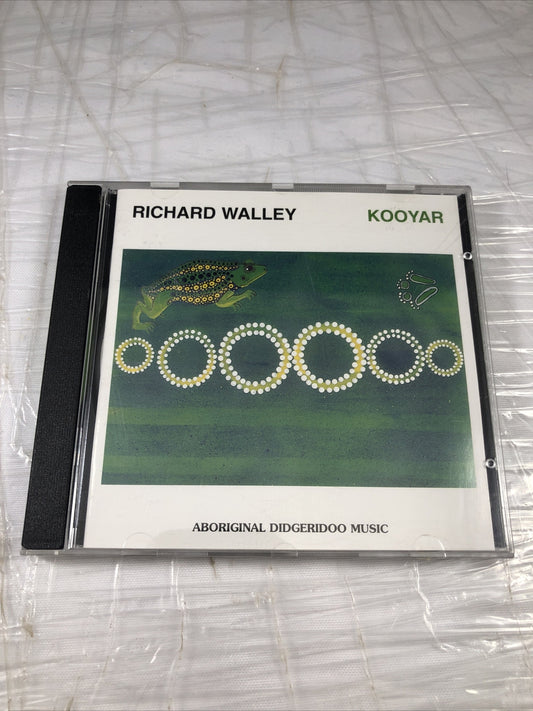 RICHARD WALLEY KOOYAR
ABORIGINAL DIDGERIDOO MUSIC